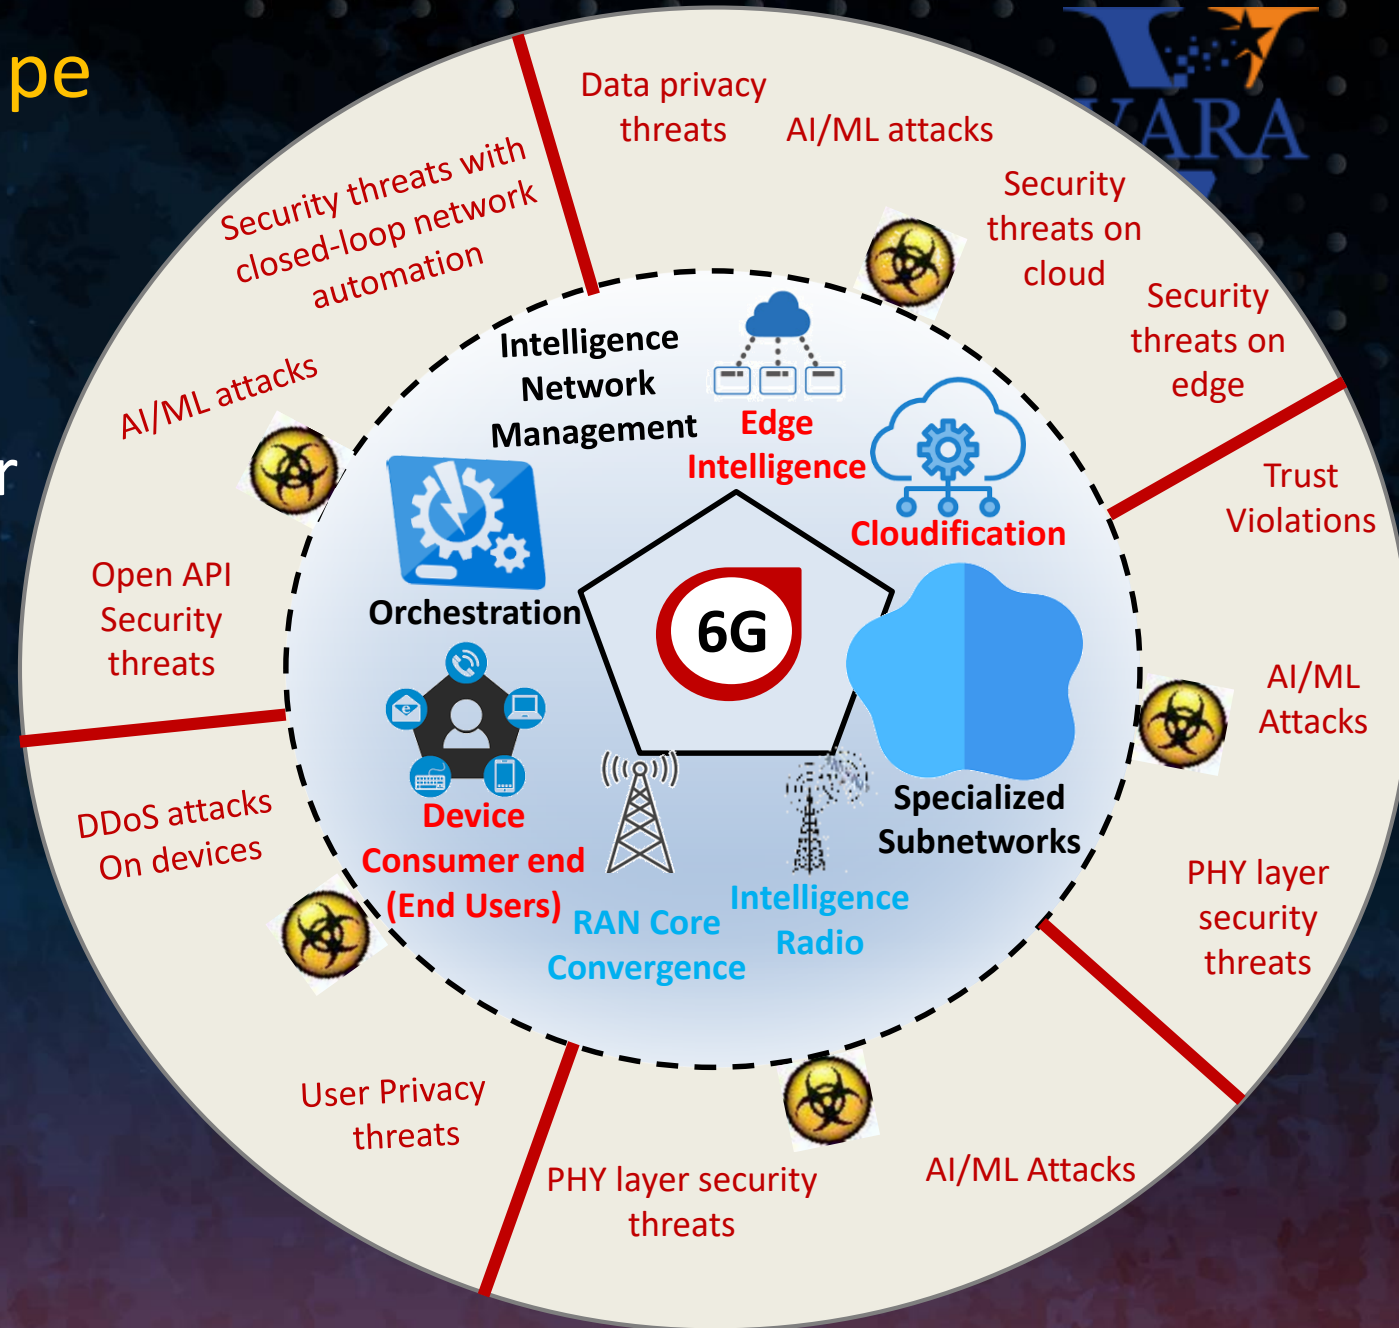 pe
r
VARA
Data privacy
threats
AI/ML attacks
Security
threats on
cloud
Security
threats on
edge
Trust
Violations
AI/ML
Attacks
PHY layer
security
threats
AI/ML Attacks
PHY layer security
threats
User Privacy
threats
DDoS attacks
On devices
Open API
Security
threats
AI/ML attacks
Security threats with
closed-loop network
automation
Intelligence
Network
Management
Edge
Intelligence
Cloudification
Orchestration
6G
Specialized
Subnetworks
Device
Consumer end
(End Users)
RAN Core
Convergence
Intelligence
Radio